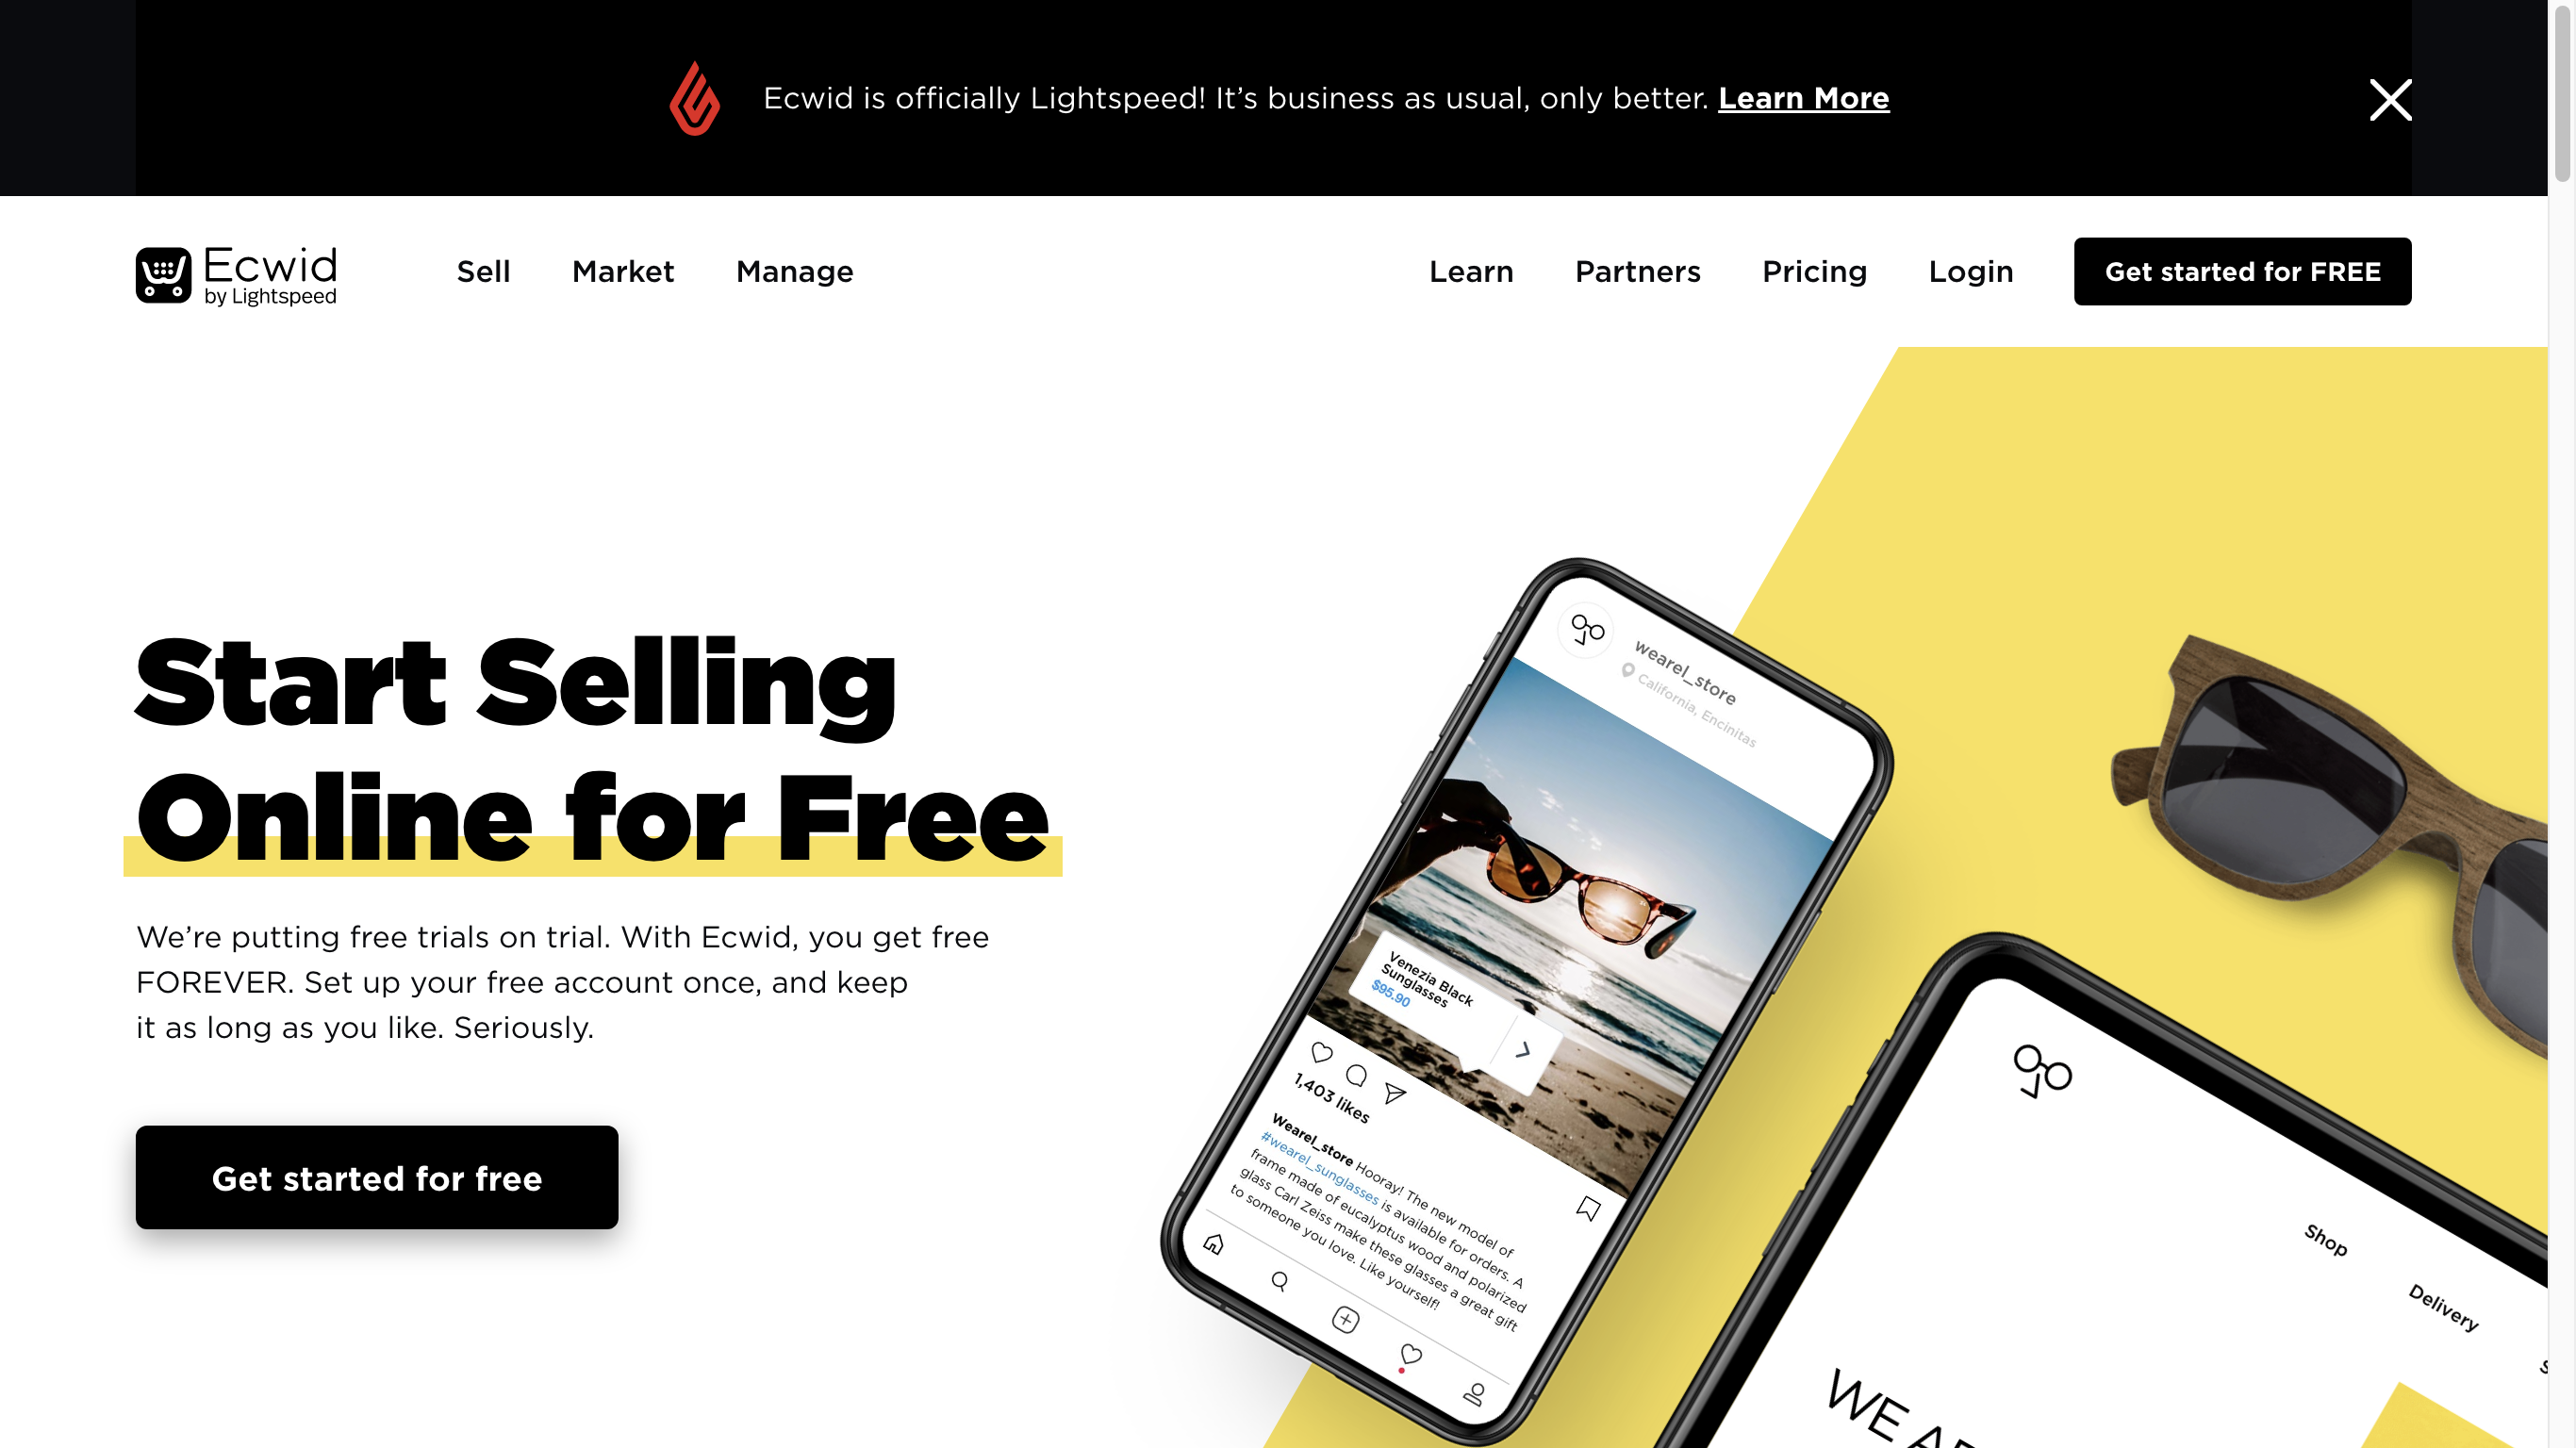 Ecwid is officially Lightspeed! It’s business as usual, only better. Learn More
Ecwid
by Lightspeed
Sell
Market
Manage
Learn
Partners
Pricing
Login
Get started for FREE
Start Selling
Online for Free
We’re putting free trials on trial. With Ecwid, you get free
FOREVER. Set up your free account once, and keep
it as long as you like. Seriously.
Get started for free
wearel_store
California, Encinitas
Venezia Black
Sunglasses
$95.90
1,403 likes
Wearel_store Hooray! The new model of
#wearel_sunglasses is available for orders. A
frame made of eucalyptus wood and polarized
glass Carl Zeiss make these glasses a great gift
to someone you love. Like yourself!
Shop
Delivery
WE